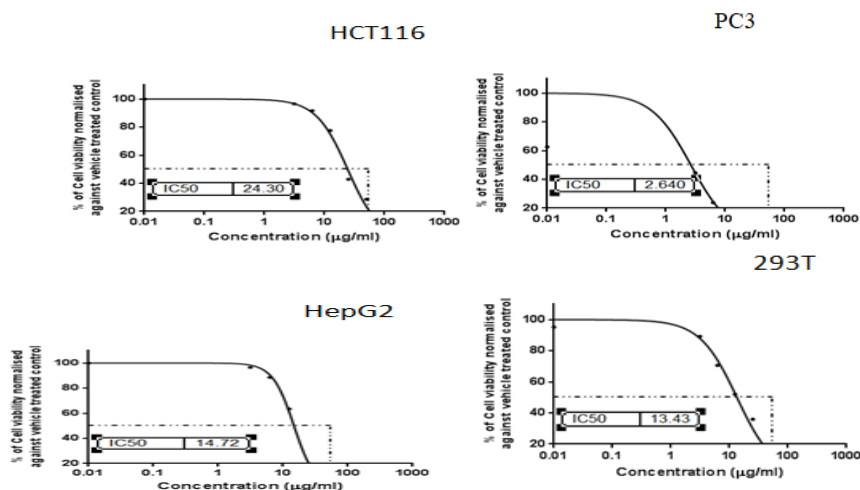 HCT116
% of Cell viability normalised
against vehicle treated control
100
80
60
40
20
IC50 24.30
0.01 0.1 1 10 100 1000
Concentration (µg/ml)
PC3
% of Cell viability normalised
against vehicle treated control
100
80
60
40
20
IC50 2.640
0.01 0.1 1 10 100 1000
Concentration (µg/ml)
HepG2
% of Cell viability normalised
against vehicle treated control
100
80
60
40
20
IC50 14.72
0.01 0.1 1 10 100 1000
Concentration (µg/ml)
293T
% of Cell viability normalised
against vehicle treated control
100
80
60
40
20
IC50 13.43
0.01 0.1 1 10 100 1000
Concentration (µg/ml)